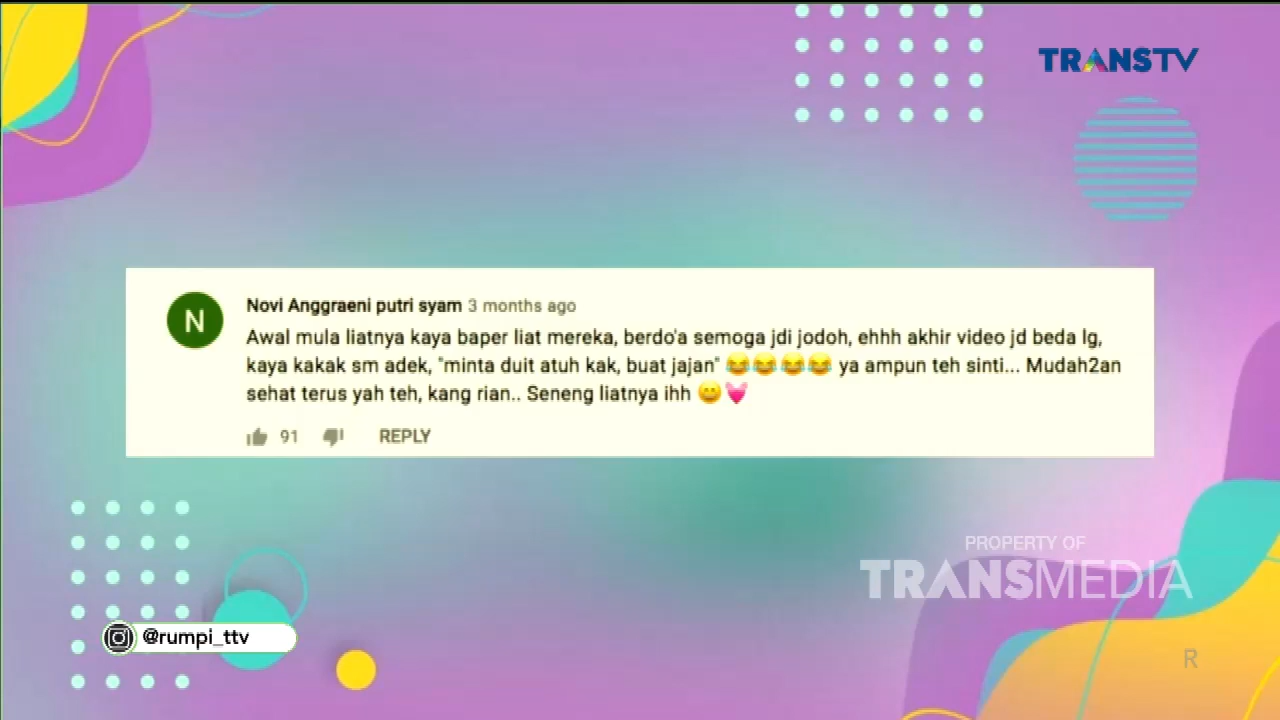 TRANSTV
N
Novi Anggraeni putri syam 3 months ago
Awal mula liatnya kaya baper liat mereka, berdo'a semoga jdi jodoh, ehhh akhir video jd beda lg,
kaya kakak sm adek, "minta duit atuh kak, buat jajan" 😂😂😂😂 ya ampun teh sinti... Mudah2an
sehat terus yah teh, kang rian.. Seneng liatnya ihh 😄💓
91 REPLY
PROPERTY OF
TRANSMEDIA
@rumpi_ttv
R